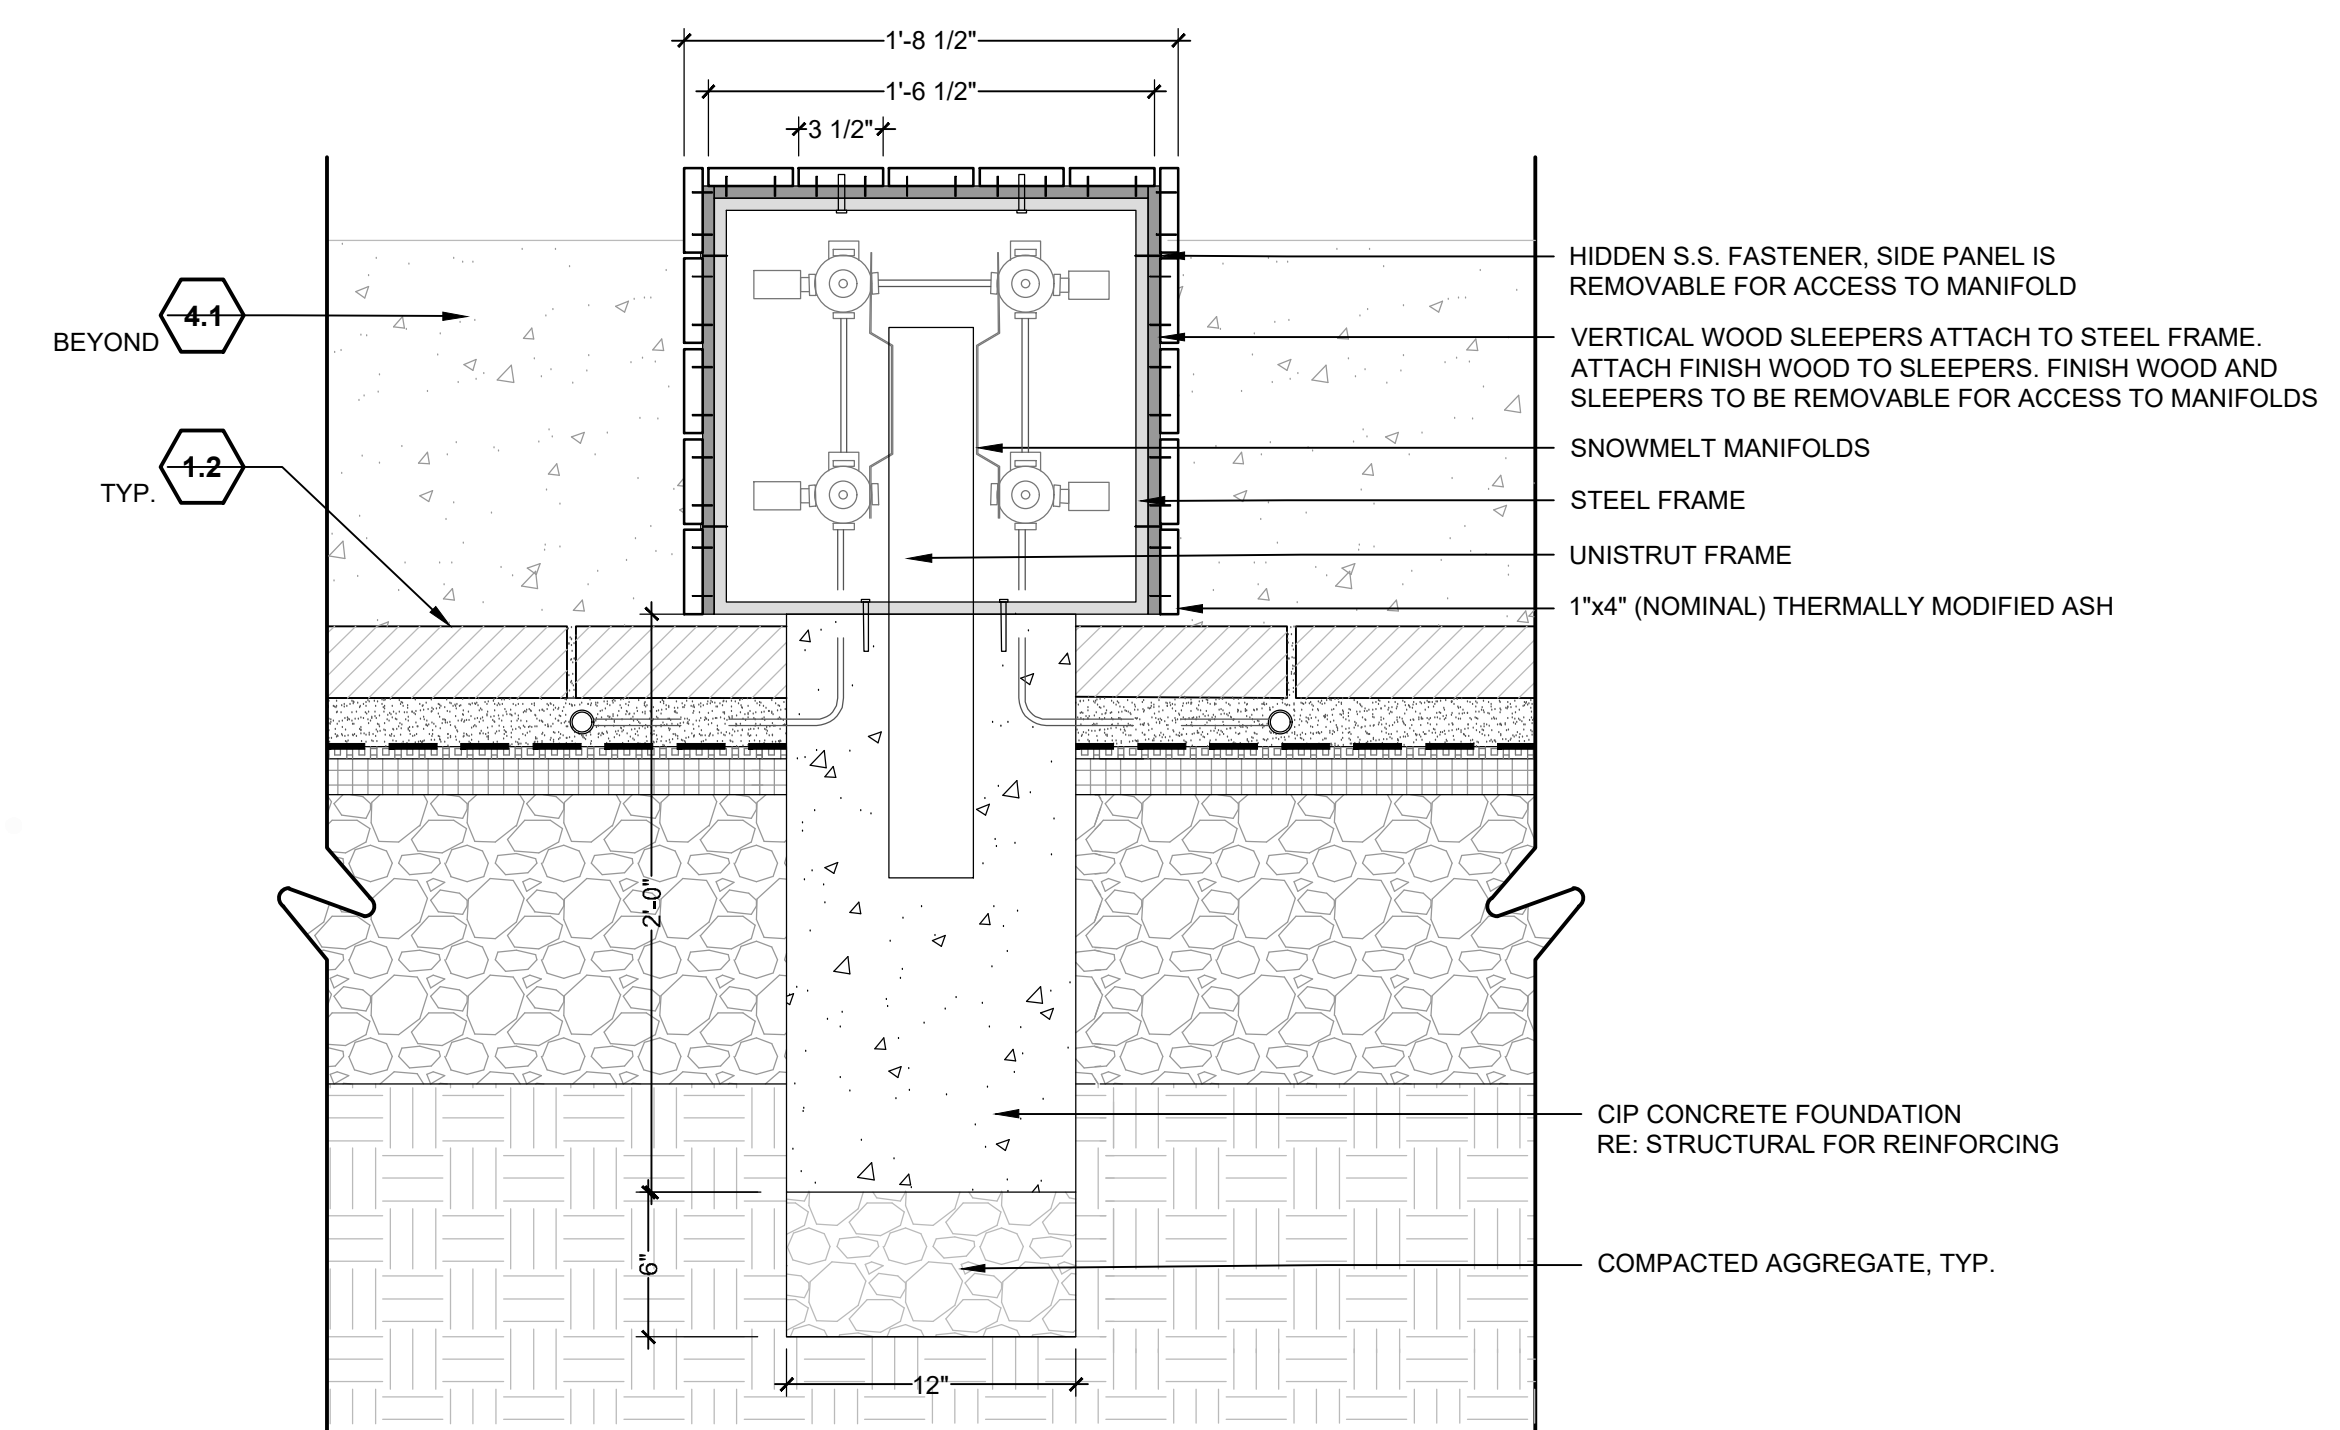 1'-8 1/2"
1'-6 1/2"
3 1/2"
HIDDEN S.S. FASTENER, SIDE PANEL IS
REMOVABLE FOR ACCESS TO MANIFOLD
4.1
BEYOND
VERTICAL WOOD SLEEPERS ATTACH TO STEEL FRAME.
ATTACH FINISH WOOD TO SLEEPERS. FINISH WOOD AND
SLEEPERS TO BE REMOVABLE FOR ACCESS TO MANIFOLDS
SNOWMELT MANIFOLDS
1.2
TYP.
STEEL FRAME
UNISTRUT FRAME
1"x4" (NOMINAL) THERMALLY MODIFIED ASH
2'-0"
CIP CONCRETE FOUNDATION
RE: STRUCTURAL FOR REINFORCING
6"
COMPACTED AGGREGATE, TYP.
12"